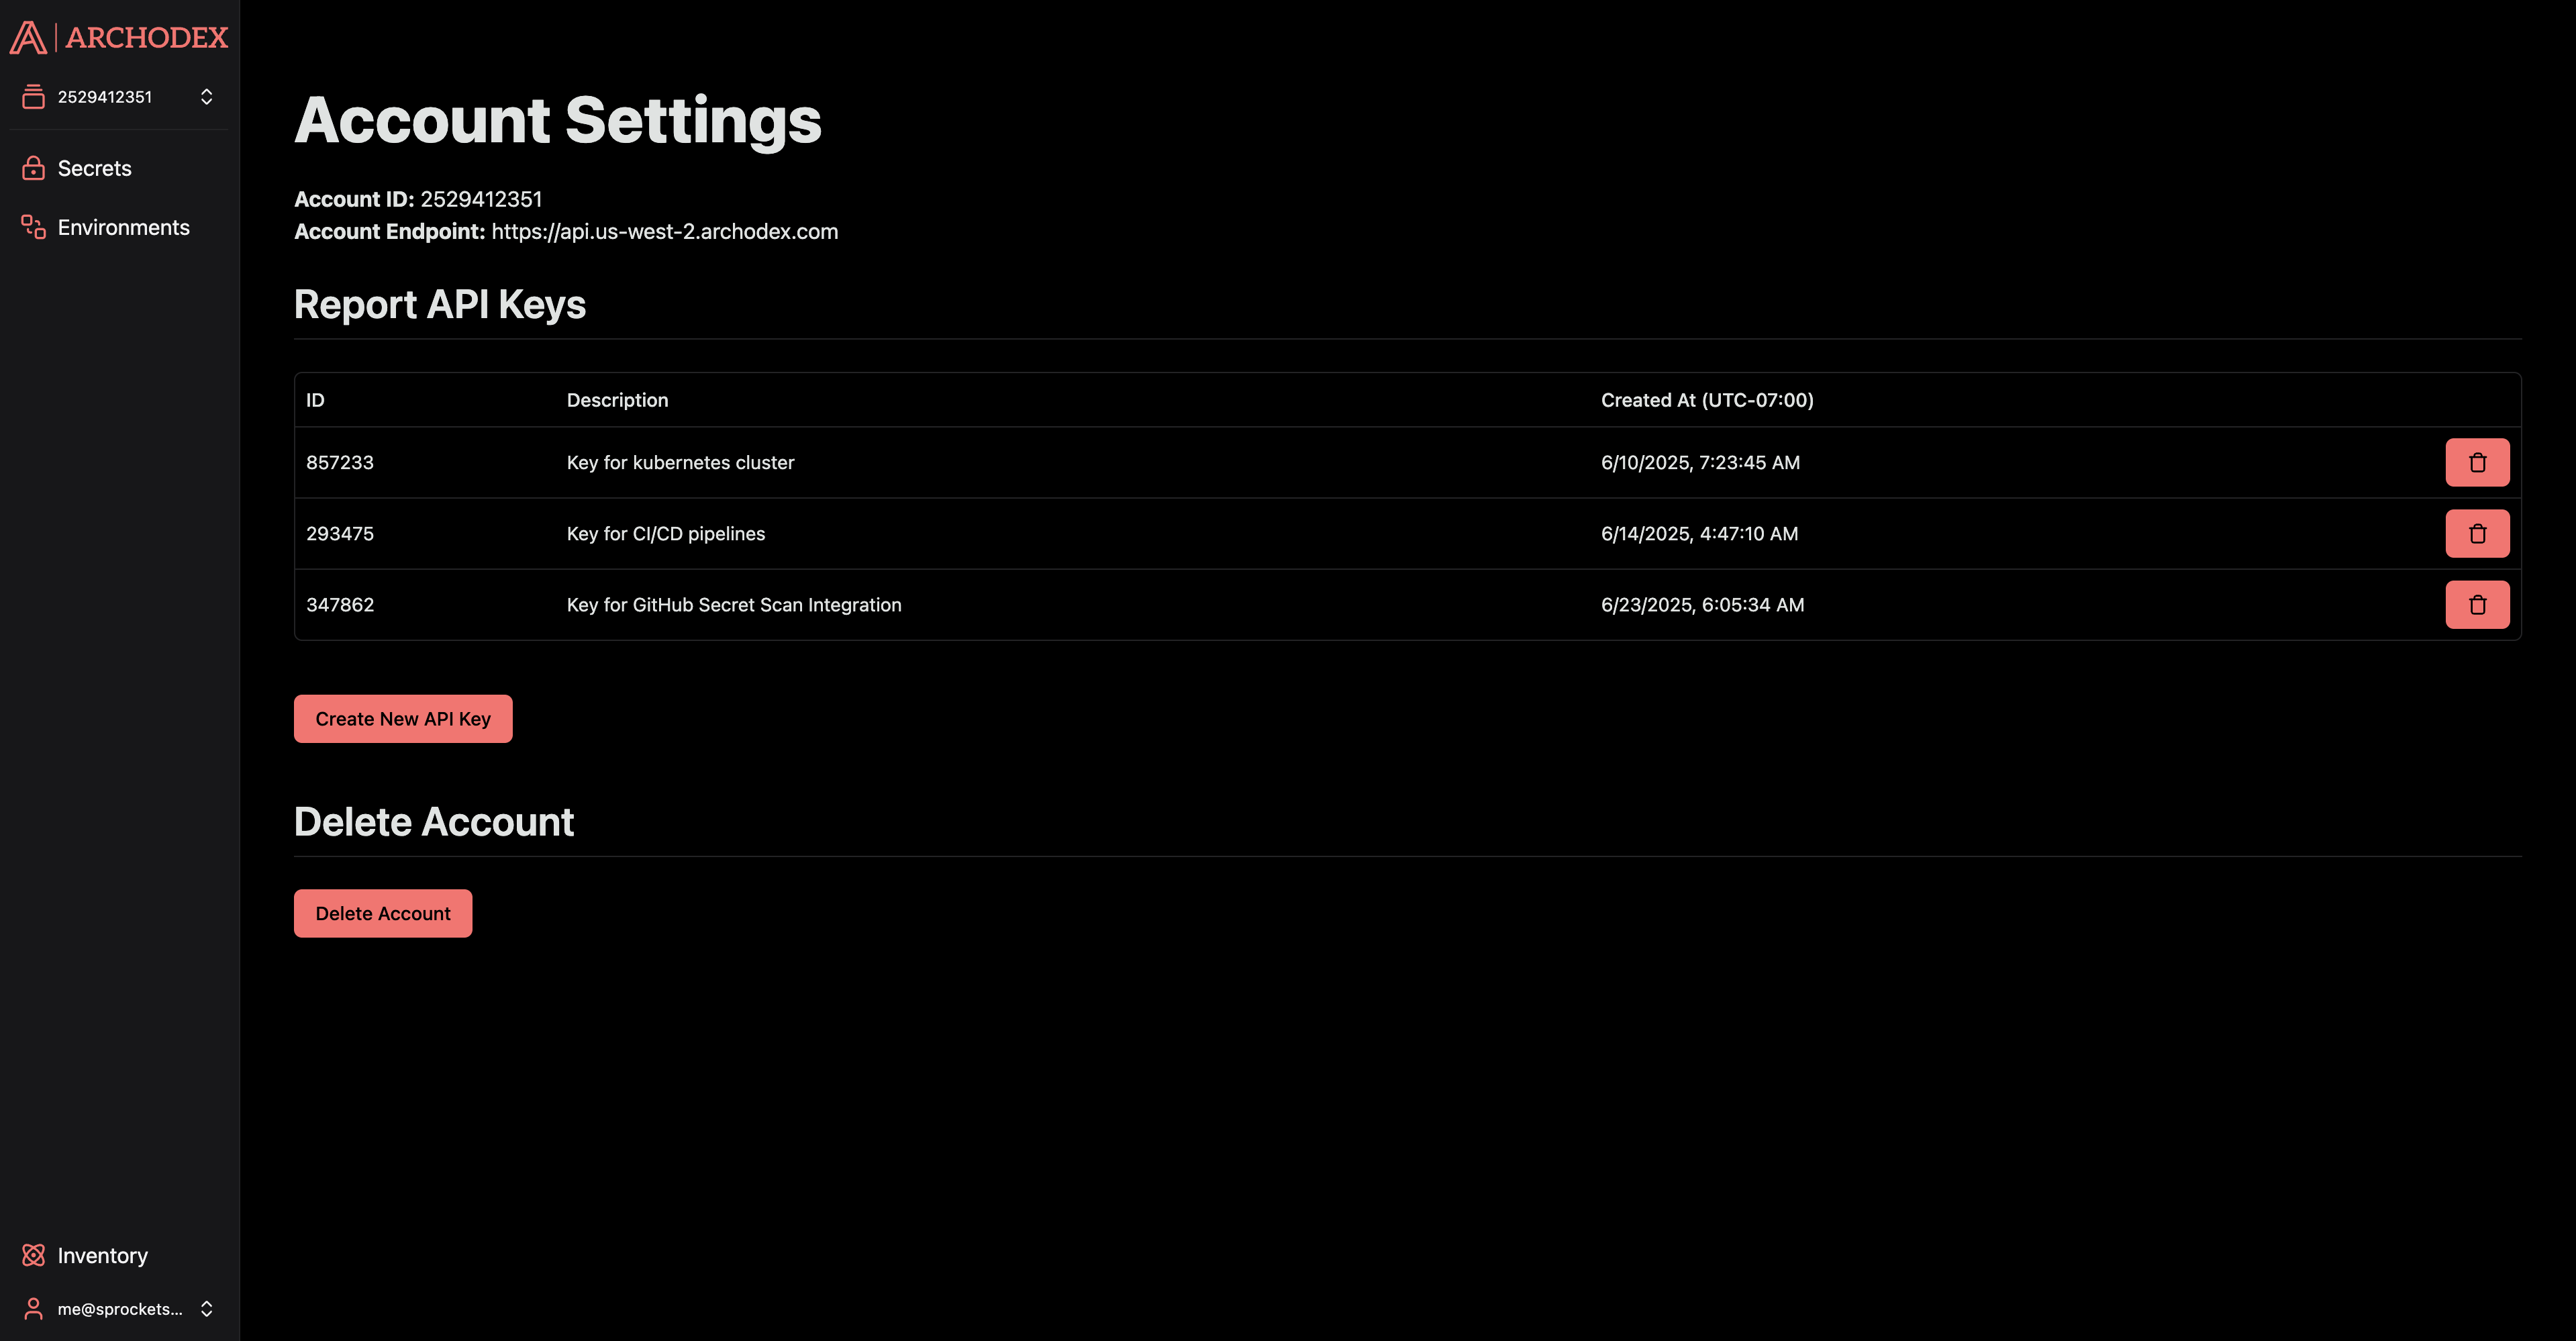 ARCHODEX
2529412351
Secrets
Environments
Account Settings
Account ID: 2529412351
Account Endpoint: https://api.us-west-2.archodex.com
Report API Keys
ID Description Created At (UTC-07:00)
857233 Key for kubernetes cluster 6/10/2025, 7:23:45 AM
293475 Key for CI/CD pipelines 6/14/2025, 4:47:10 AM
347862 Key for GitHub Secret Scan Integration 6/23/2025, 6:05:34 AM
Create New API Key
Delete Account
Delete Account
Inventory
me@sprockets...